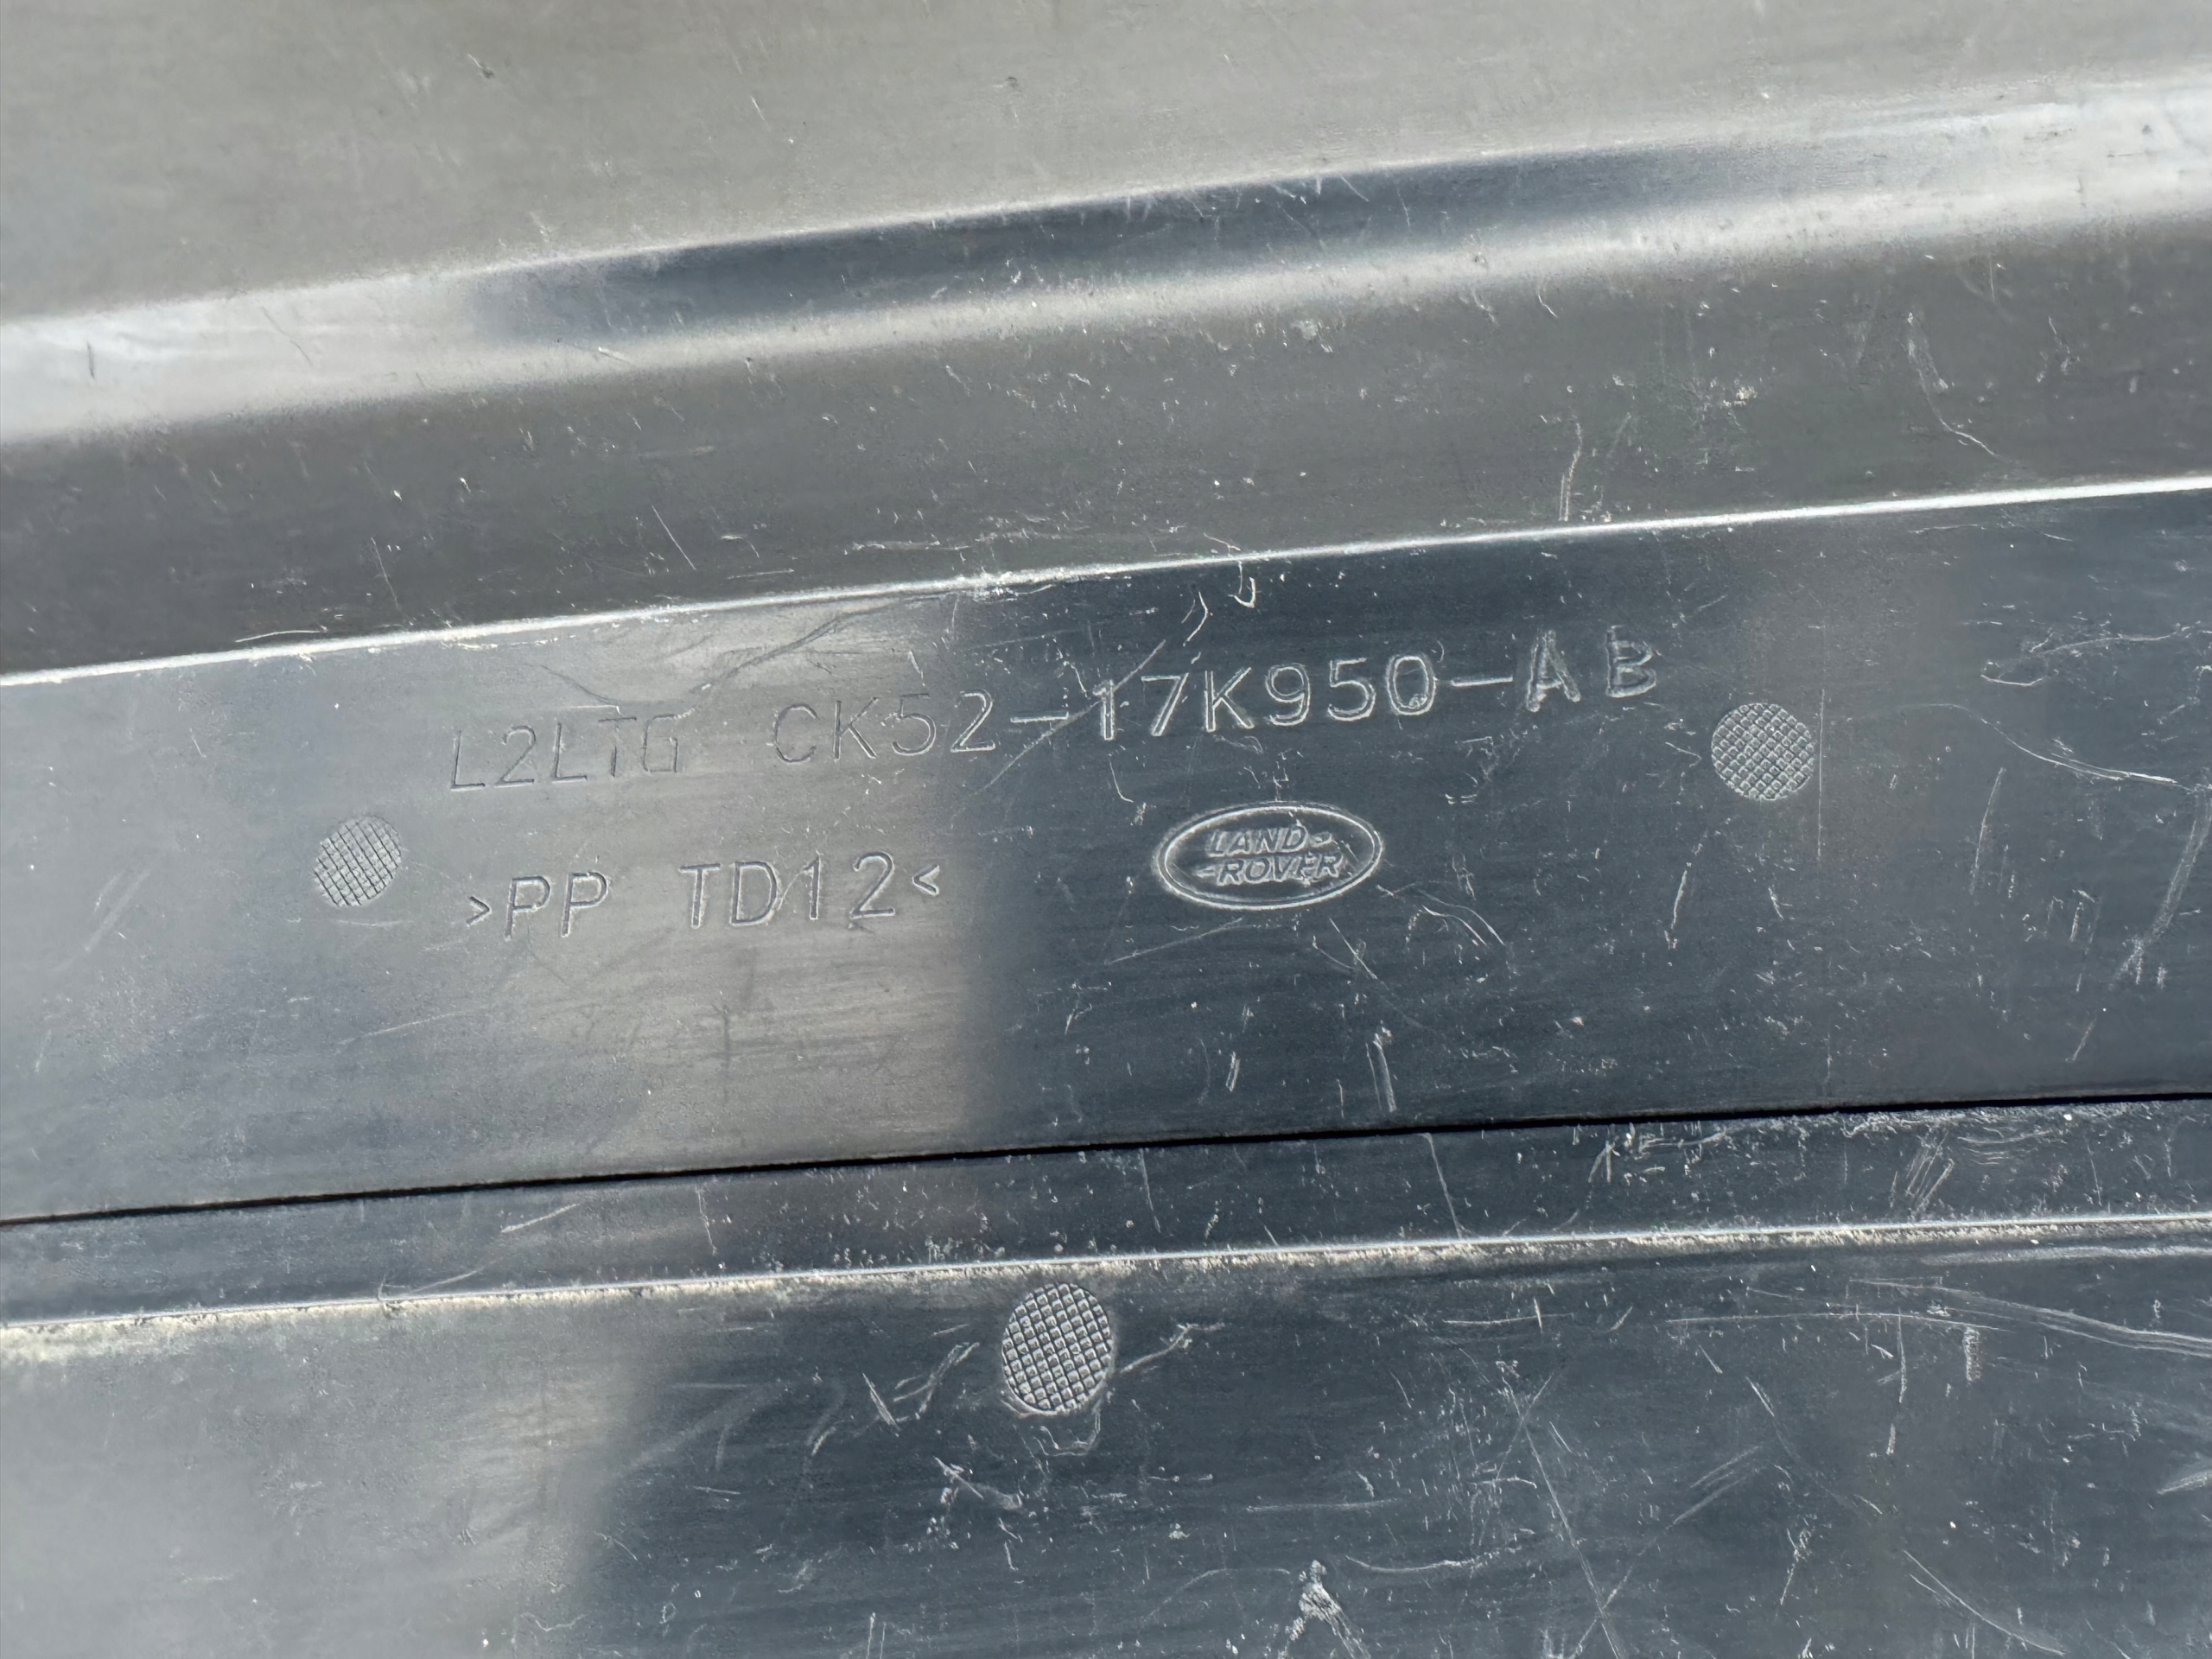 L2LTG CK52-17K950-AB
>PP TD12<
LAND-
-ROVER